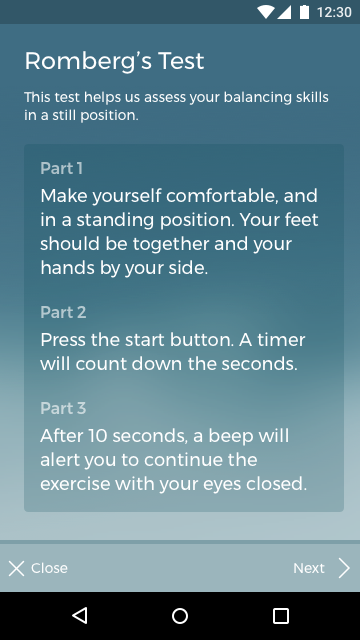 12:30
Romberg’s Test
This test helps us assess your balancing skills
in a still position.
Part 1
Make yourself comfortable, and
in a standing position. Your feet
should be together and your
hands by your side.
Part 2
Press the start button. A timer
will count down the seconds.
Part 3
After 10 seconds, a beep will
alert you to continue the
exercise with your eyes closed.
Close
Next